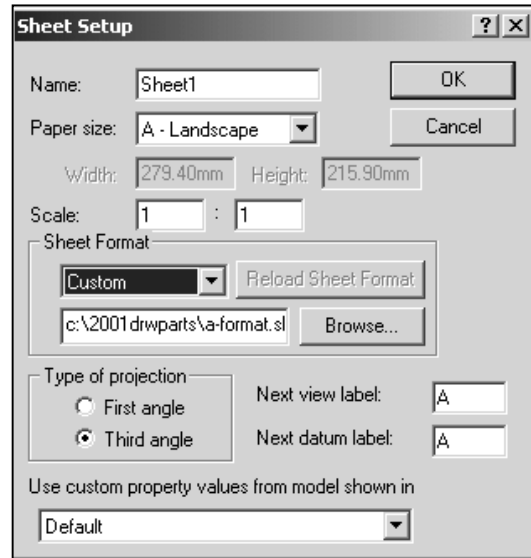 Sheet Setup
Name: Sheet1 OK
Paper size: A - Landscape Cancel
Width: 279.40mm Height: 215.90mm
Scale: 1 : 1
Sheet Format
Custom Reload Sheet Format
c:\2001drwparts\a-format.sl Browse...
Type of projection
First angle Next view label: A
Third angle Next datum label: A
Use custom property values from model shown in
Default